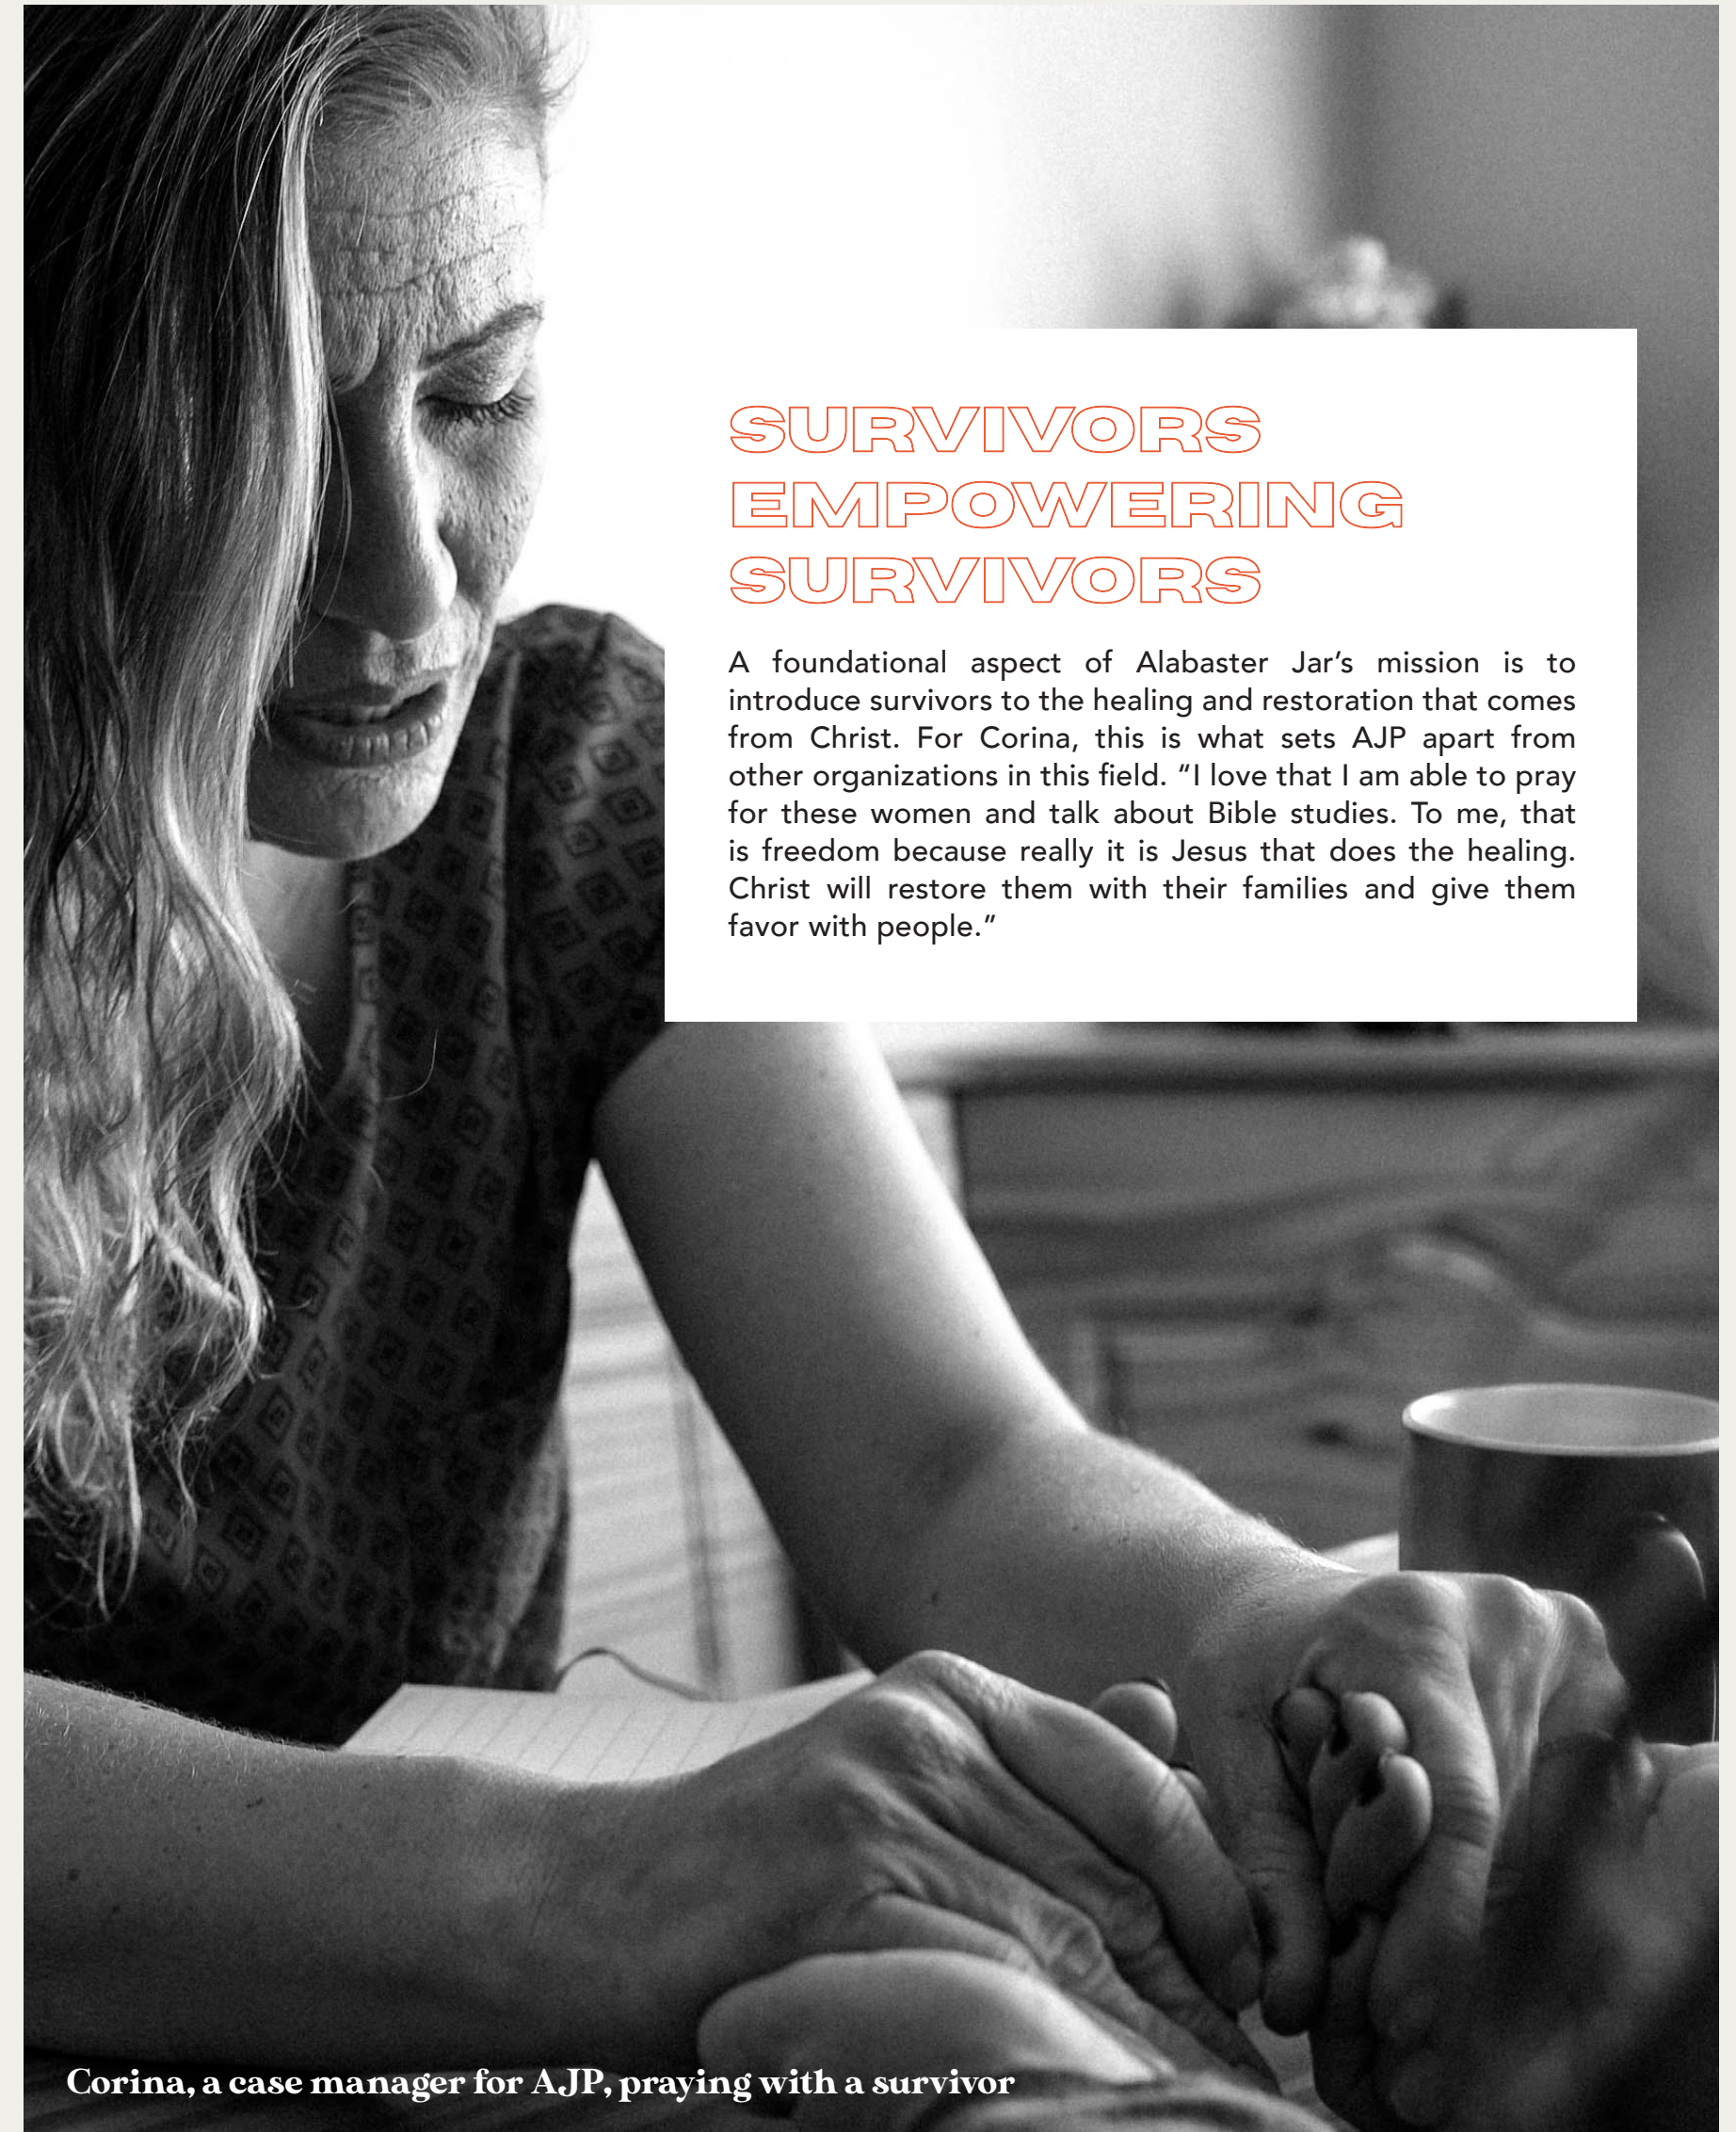 SURVIVORS
EMPOWERING
SURVIVORS
A foundational aspect of Alabaster Jar’s mission is to
introduce survivors to the healing and restoration that comes
from Christ. For Corina, this is what sets AJP apart from
other organizations in this field. “I love that I am able to pray
for these women and talk about Bible studies. To me, that
is freedom because really it is Jesus that does the healing.
Christ will restore them with their families and give them
favor with people.”
Corina, a case manager for AJP, praying with a survivor